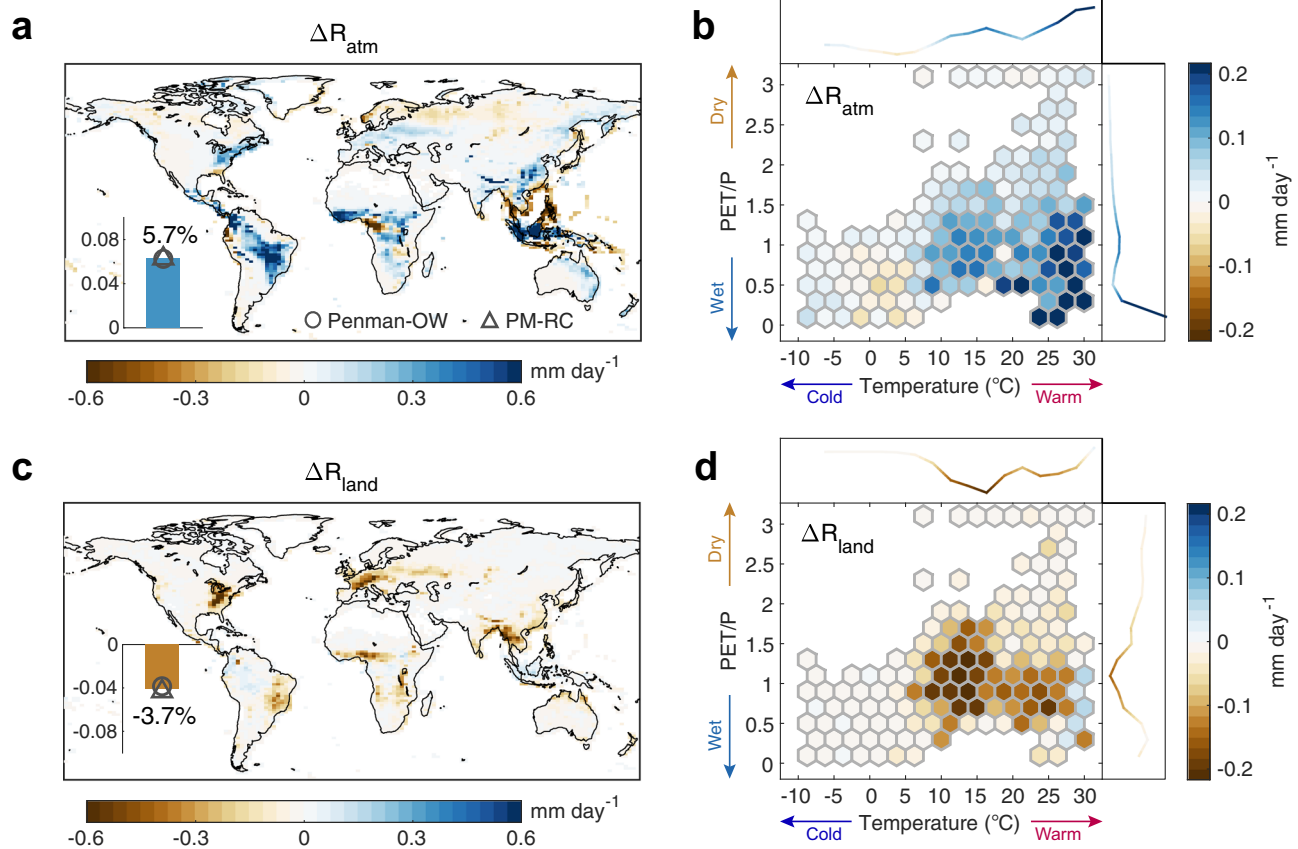 a
ΔR_atm
0.08
0.04
0
5.7%
Penman-OW
PM-RC
-0.6
-0.3
0
0.3
0.6
mm day⁻¹
b
ΔR_atm
Dry
PET/P
Wet
3
2.5
2
1.5
1
0.5
0
-10
-5
0
5
10
15
20
25
30
Cold
Temperature (°C)
Warm
0.2
0.1
0
-0.1
-0.2
mm day⁻¹
c
ΔR_land
0
-0.04
-0.08
-3.7%
-0.6
-0.3
0
0.3
0.6
mm day⁻¹
d
ΔR_land
Dry
PET/P
Wet
3
2.5
2
1.5
1
0.5
0
-10
-5
0
5
10
15
20
25
30
Cold
Temperature (°C)
Warm
0.2
0.1
0
-0.1
-0.2
mm day⁻¹